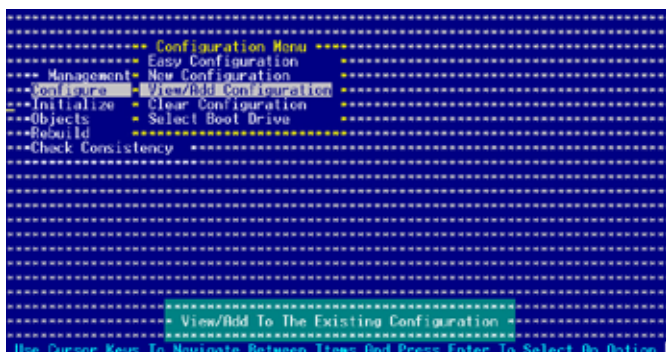 Configuration Menu
Easy Configuration
Management
New Configuration
Configure
View/Add Configuration
Initialize
Clear Configuration
Objects
Select Boot Drive
Rebuild
Check Consistency
View/Add To The Existing Configuration
Use Cursor Keys To Navigate Between Items And Press Enter To Select An Option